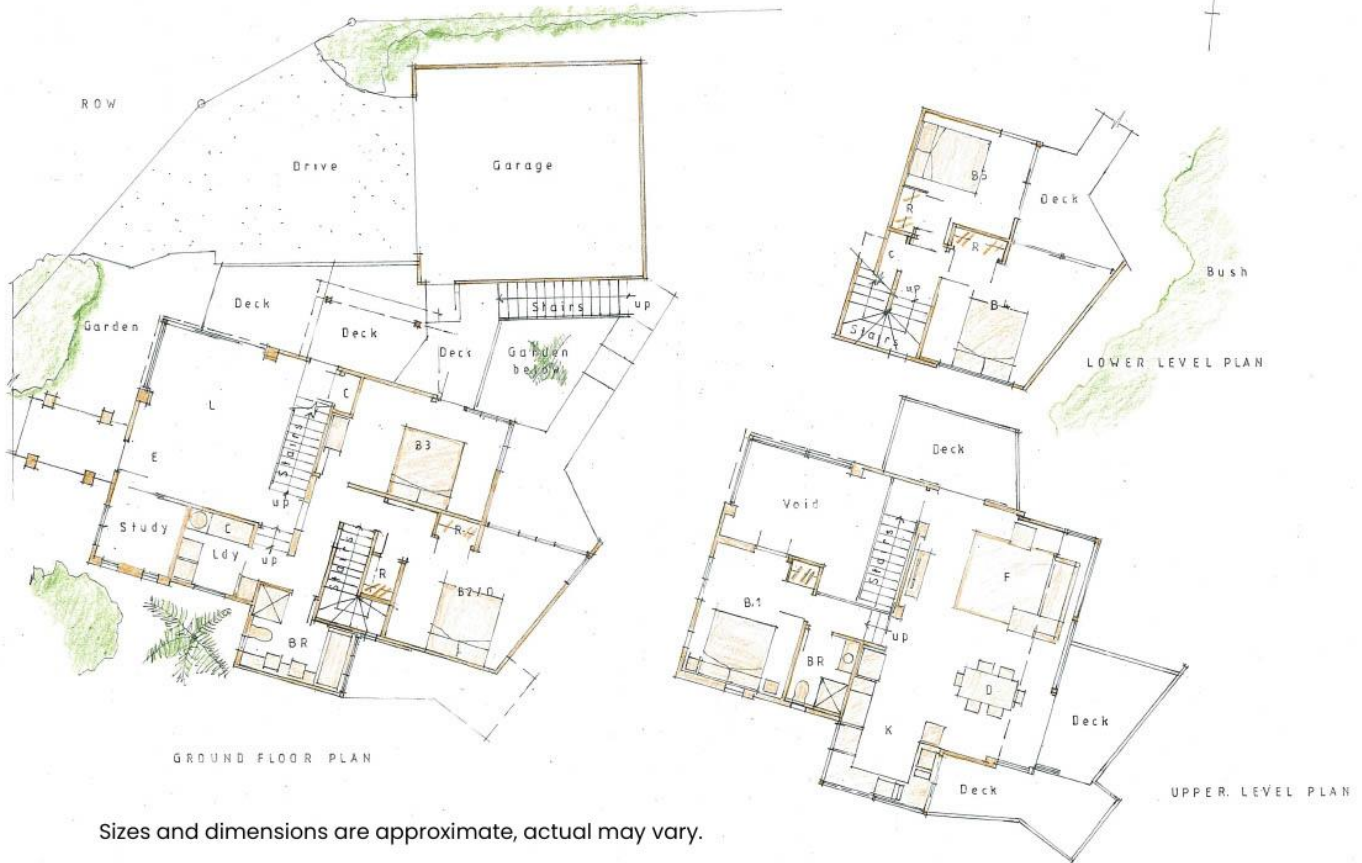 ROW
Drive
Garage
Deck
Deck
Deck
Stairs
up
Garden
Garden
below
L
C
Stairs
B3
E
up
Study
C
Ldy
up
Stairs
R
R
B2/O
BR
GROUND FLOOR PLAN
B5
R
Deck
C
R
up
B4
Stairs
Bush
LOWER LEVEL PLAN
Deck
Void
Stairs
F
B1
up
BR
D
K
Deck
Deck
UPPER LEVEL PLAN
Sizes and dimensions are approximate, actual may vary.